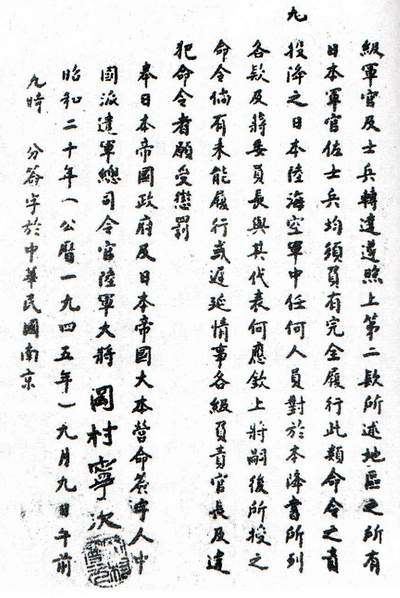 級軍官及士兵轉達遵照上第二款所述地區之所有
日本軍官佐士兵均須負有完全履行此類命令之責
九
投降之日本陸海空軍中任何人員對於本降書所列
各款及蔣委員長與其代表何應欽上將嗣後所授之
命令倘有未能履行或遲延情事各級負責官長及違
犯命令者願受懲罰
奉日本帝國政府及日本帝國大本營命簽字人中
國派遣軍總司令官陸軍大將 岡村寧次
昭和二十年(公曆一九四五年)九月九日午前
九時 分簽字於中華民國南京